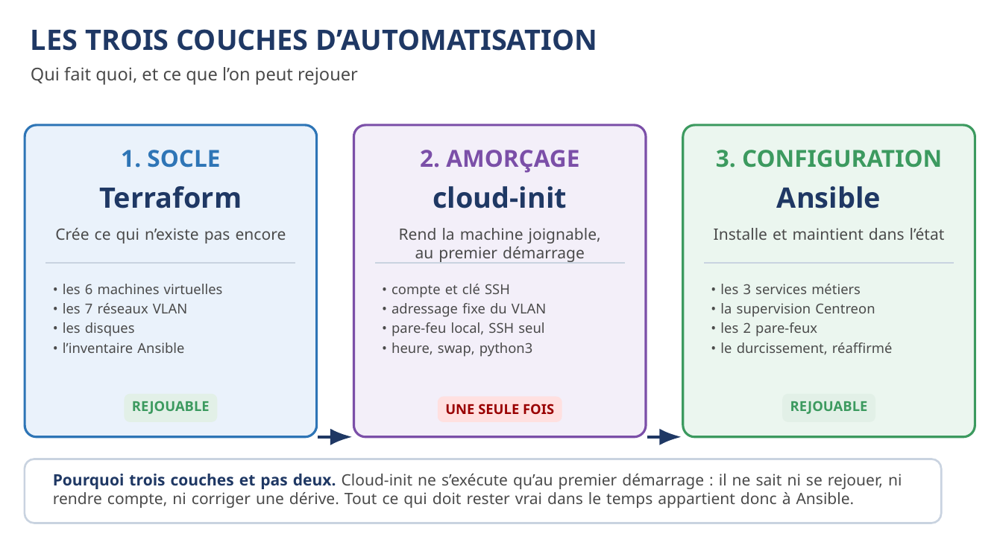 LES TROIS COUCHES D’AUTOMATISATION
Qui fait quoi, et ce que l’on peut rejouer
1. SOCLE
Terraform
Crée ce qui n’existe pas encore
• les 6 machines virtuelles
• les 7 réseaux VLAN
• les disques
• l’inventaire Ansible
REJOUABLE
2. AMORÇAGE
cloud-init
Rend la machine joignable,
au premier démarrage
• compte et clé SSH
• adressage fixe du VLAN
• pare-feu local, SSH seul
• heure, swap, python3
UNE SEULE FOIS
3. CONFIGURATION
Ansible
Installe et maintient dans l’état
• les 3 services métiers
• la supervision Centreon
• les 2 pare-feux
• le durcissement, réaffirmé
REJOUABLE
Pourquoi trois couches et pas deux. Cloud-init ne s’exécute qu’au premier démarrage : il ne sait ni se rejouer, ni
rendre compte, ni corriger une dérive. Tout ce qui doit rester vrai dans le temps appartient donc à Ansible.